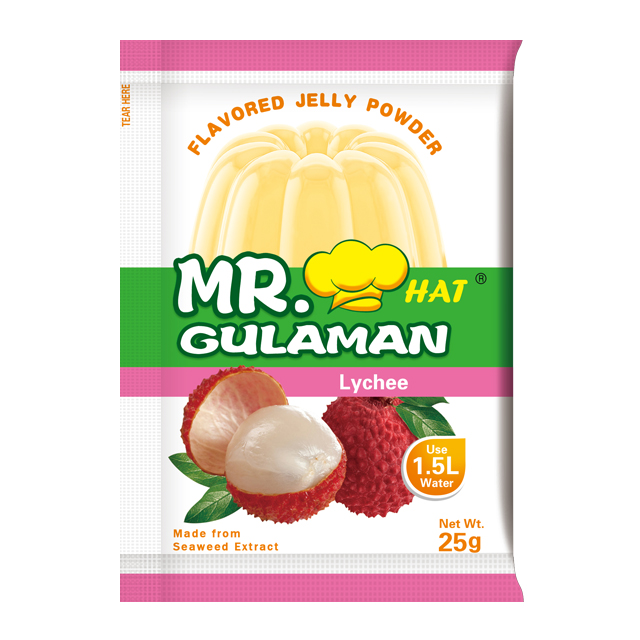 TEAR HERE
FLAVORED JELLY POWDER
MR. HAT ®
GULAMAN
Lychee
Use
1.5L
Water
Made from
Seaweed Extract
Net Wt.
25g